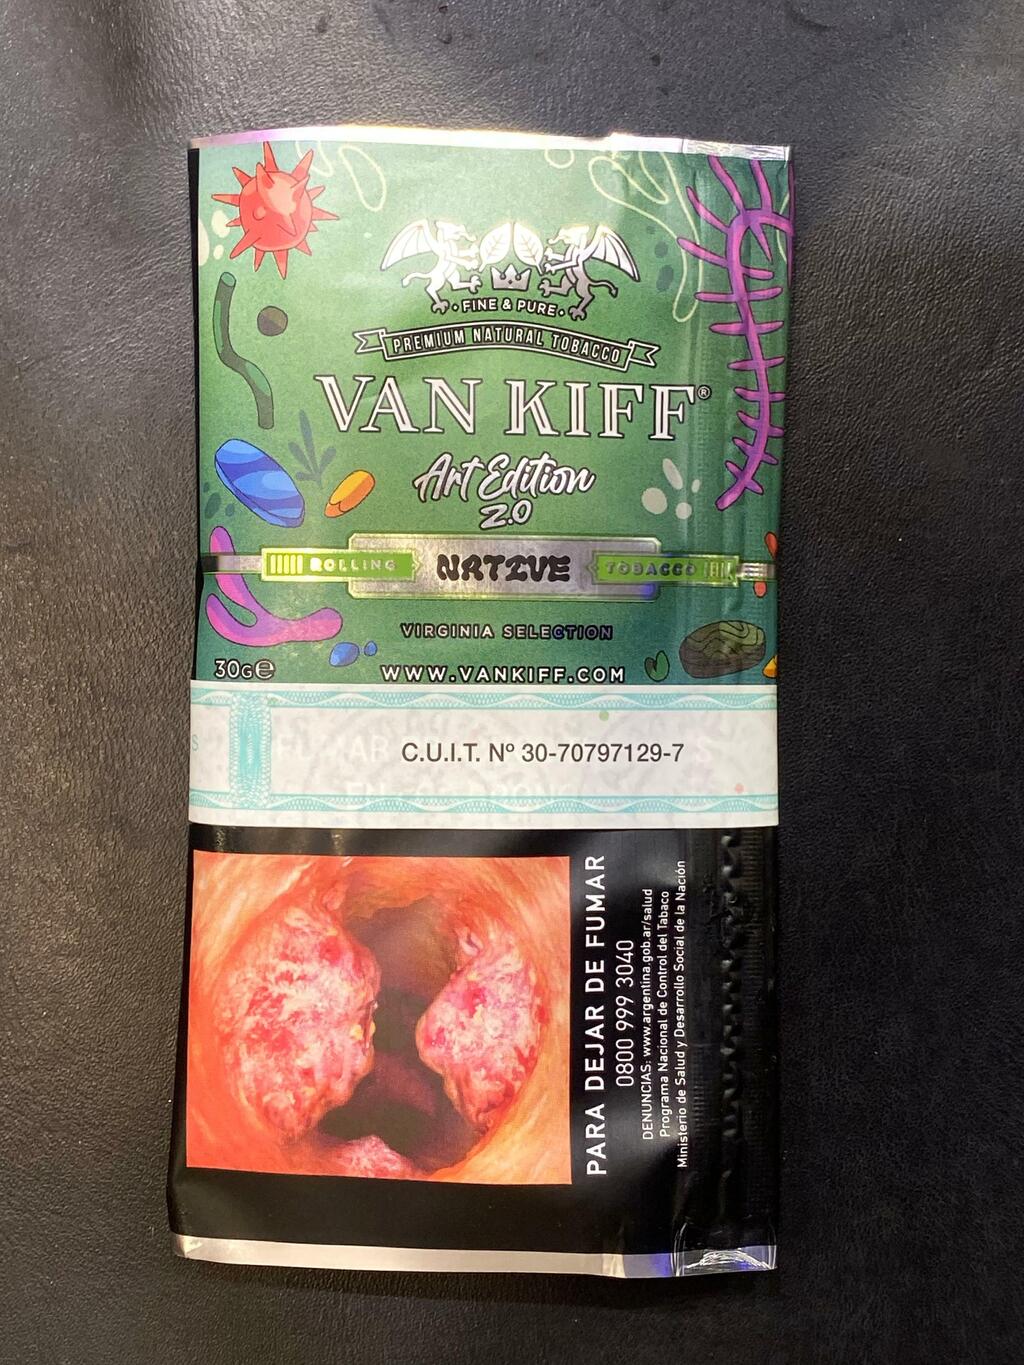 • FINE & PURE •
PREMIUM NATURAL TOBACCO
VAN KIFF®
Art Edition
2.0
ROLLING NATIVE TOBACCO
VIRGINIA SELECTION
30G℮ WWW.VANKIFF.COM
C.U.I.T. Nº 30-70797129-7
PARA DEJAR DE FUMAR
0800 999 3040
DENUNCIAS: www.argentina.gob.ar/salud
Programa Nacional de Control del Tabaco
Ministerio de Salud y Desarrollo Social de la Nación